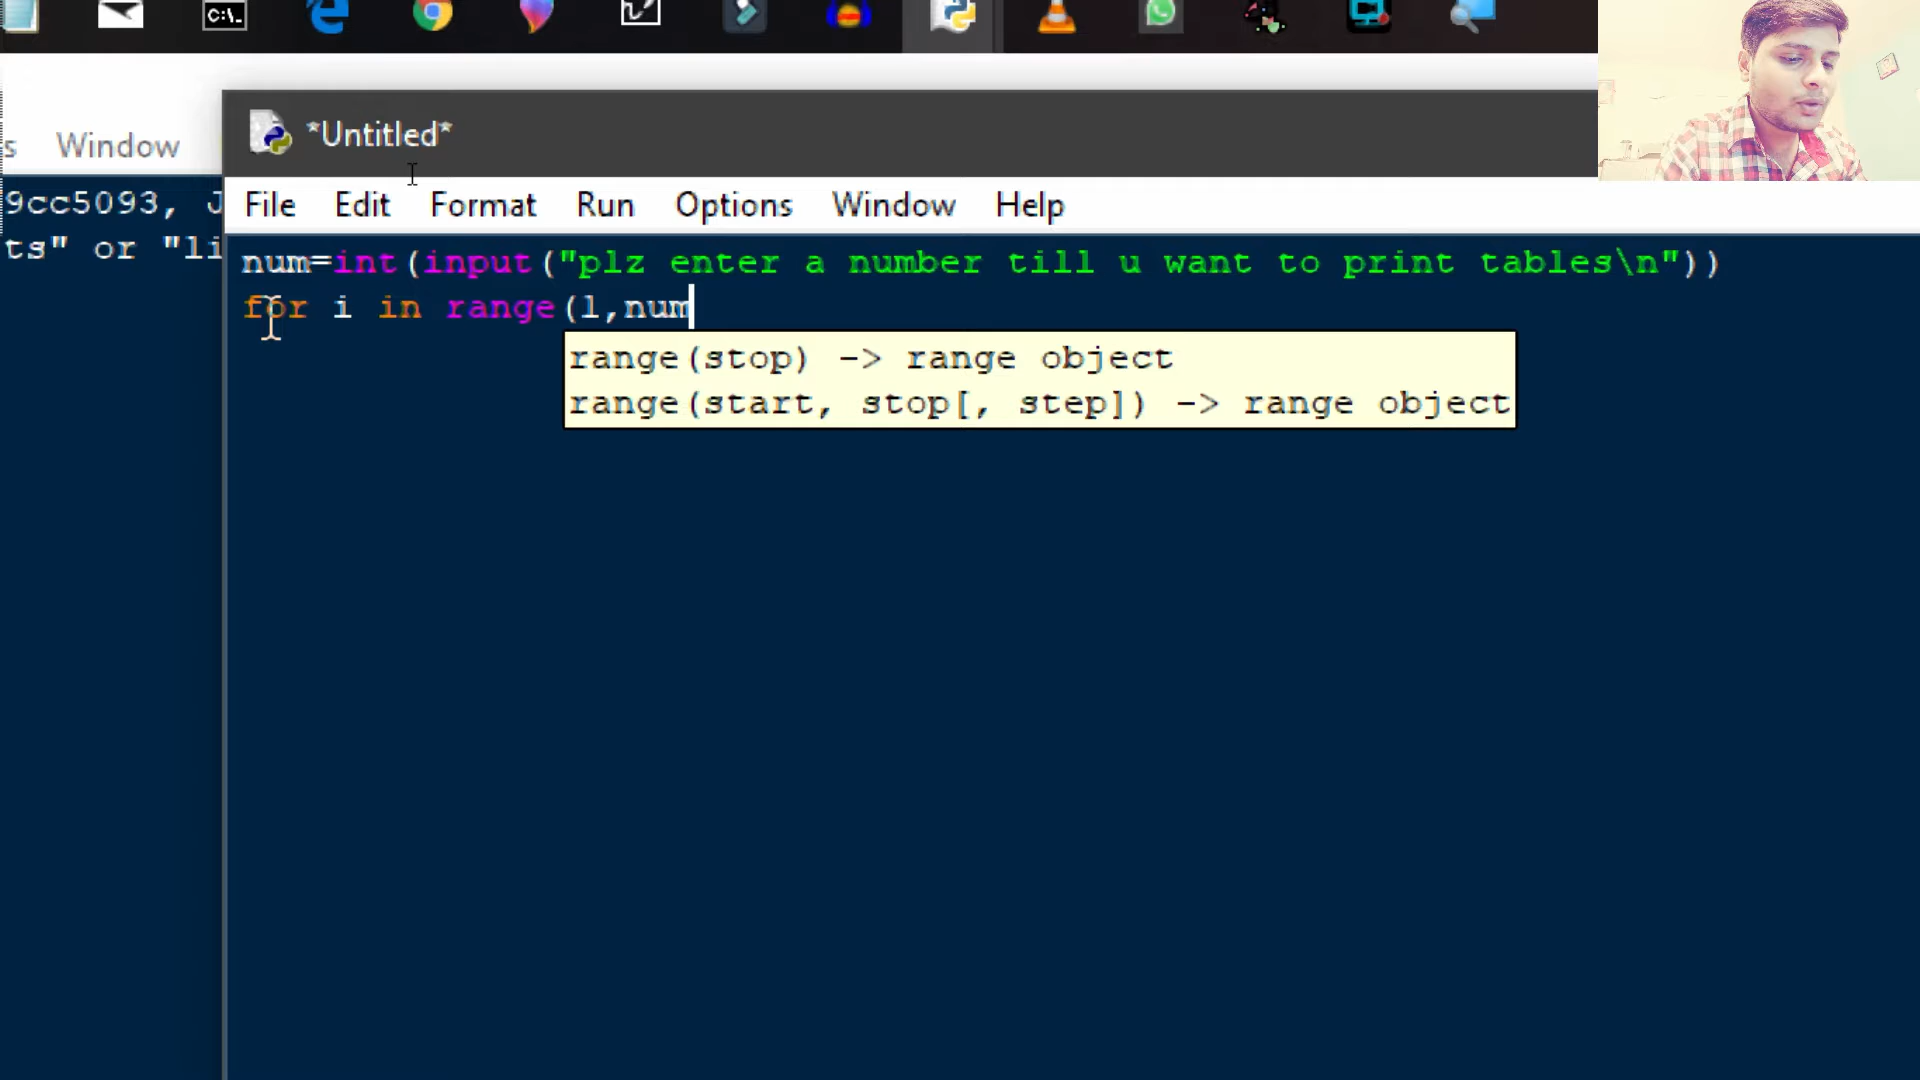 C:\_
*Untitled*
s Window
File Edit Format Run Options Window Help
9cc5093, J
ts" or "li
num=int(input("plz enter a number till u want to print tables\n"))
for i in range(1,num
range(stop) -> range object
range(start, stop[, step]) -> range object